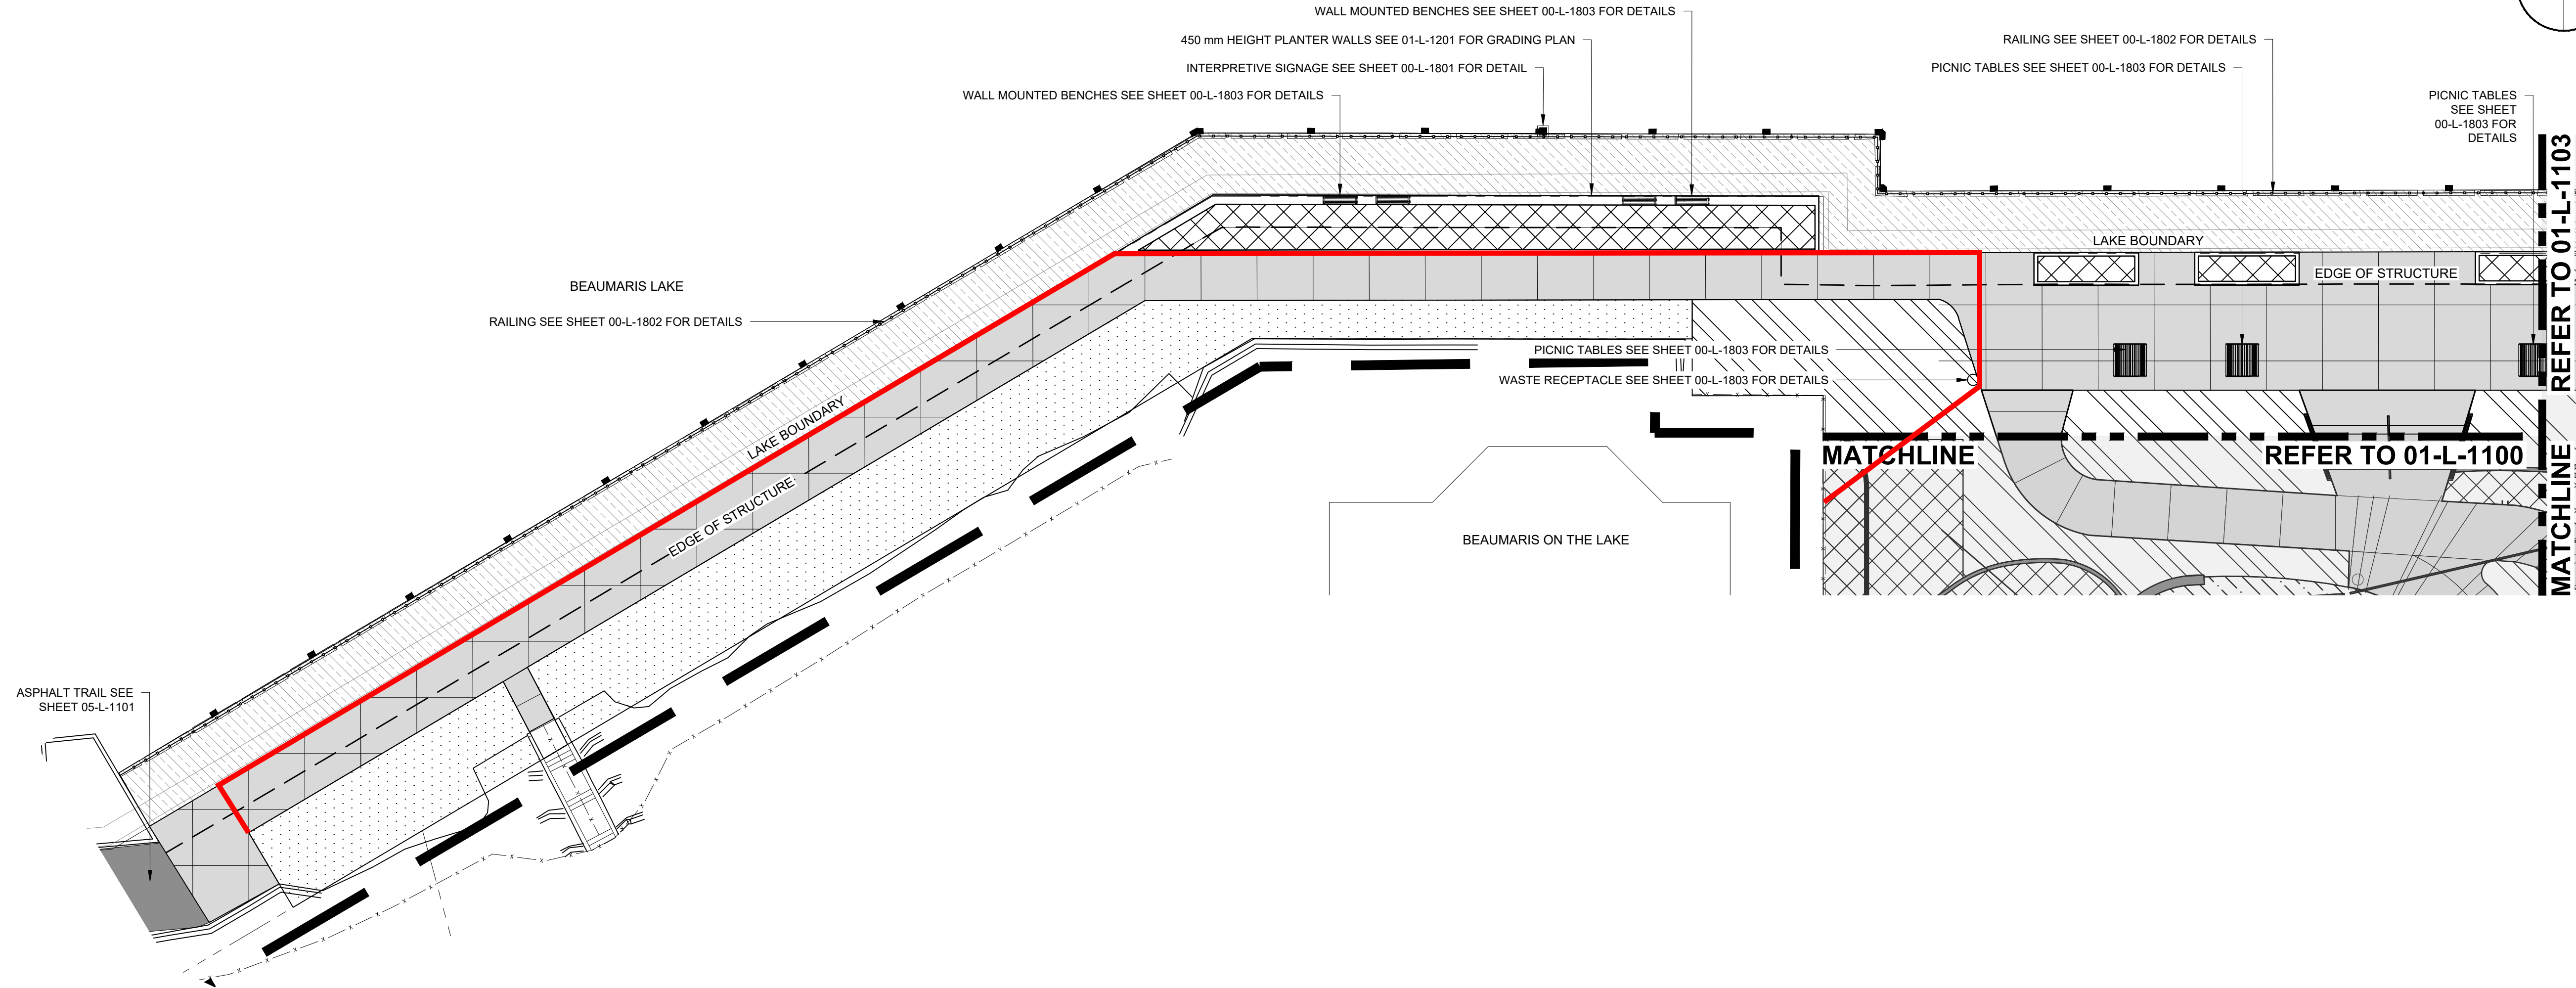 WALL MOUNTED BENCHES SEE SHEET 00-L-1803 FOR DETAILS
450 mm HEIGHT PLANTER WALLS SEE 01-L-1201 FOR GRADING PLAN
INTERPRETIVE SIGNAGE SEE SHEET 00-L-1801 FOR DETAIL
WALL MOUNTED BENCHES SEE SHEET 00-L-1803 FOR DETAILS
RAILING SEE SHEET 00-L-1802 FOR DETAILS
PICNIC TABLES SEE SHEET 00-L-1803 FOR DETAILS
PICNIC TABLES
SEE SHEET
00-L-1803 FOR
DETAILS
REFER TO 01-L-1103
MATCHLINE
LAKE BOUNDARY
EDGE OF STRUCTURE
BEAUMARIS LAKE
RAILING SEE SHEET 00-L-1802 FOR DETAILS
PICNIC TABLES SEE SHEET 00-L-1803 FOR DETAILS
WASTE RECEPTACLE SEE SHEET 00-L-1803 FOR DETAILS
LAKE BOUNDARY
EDGE OF STRUCTURE
MATCHLINE
REFER TO 01-L-1100
BEAUMARIS ON THE LAKE
ASPHALT TRAIL SEE
SHEET 05-L-1101